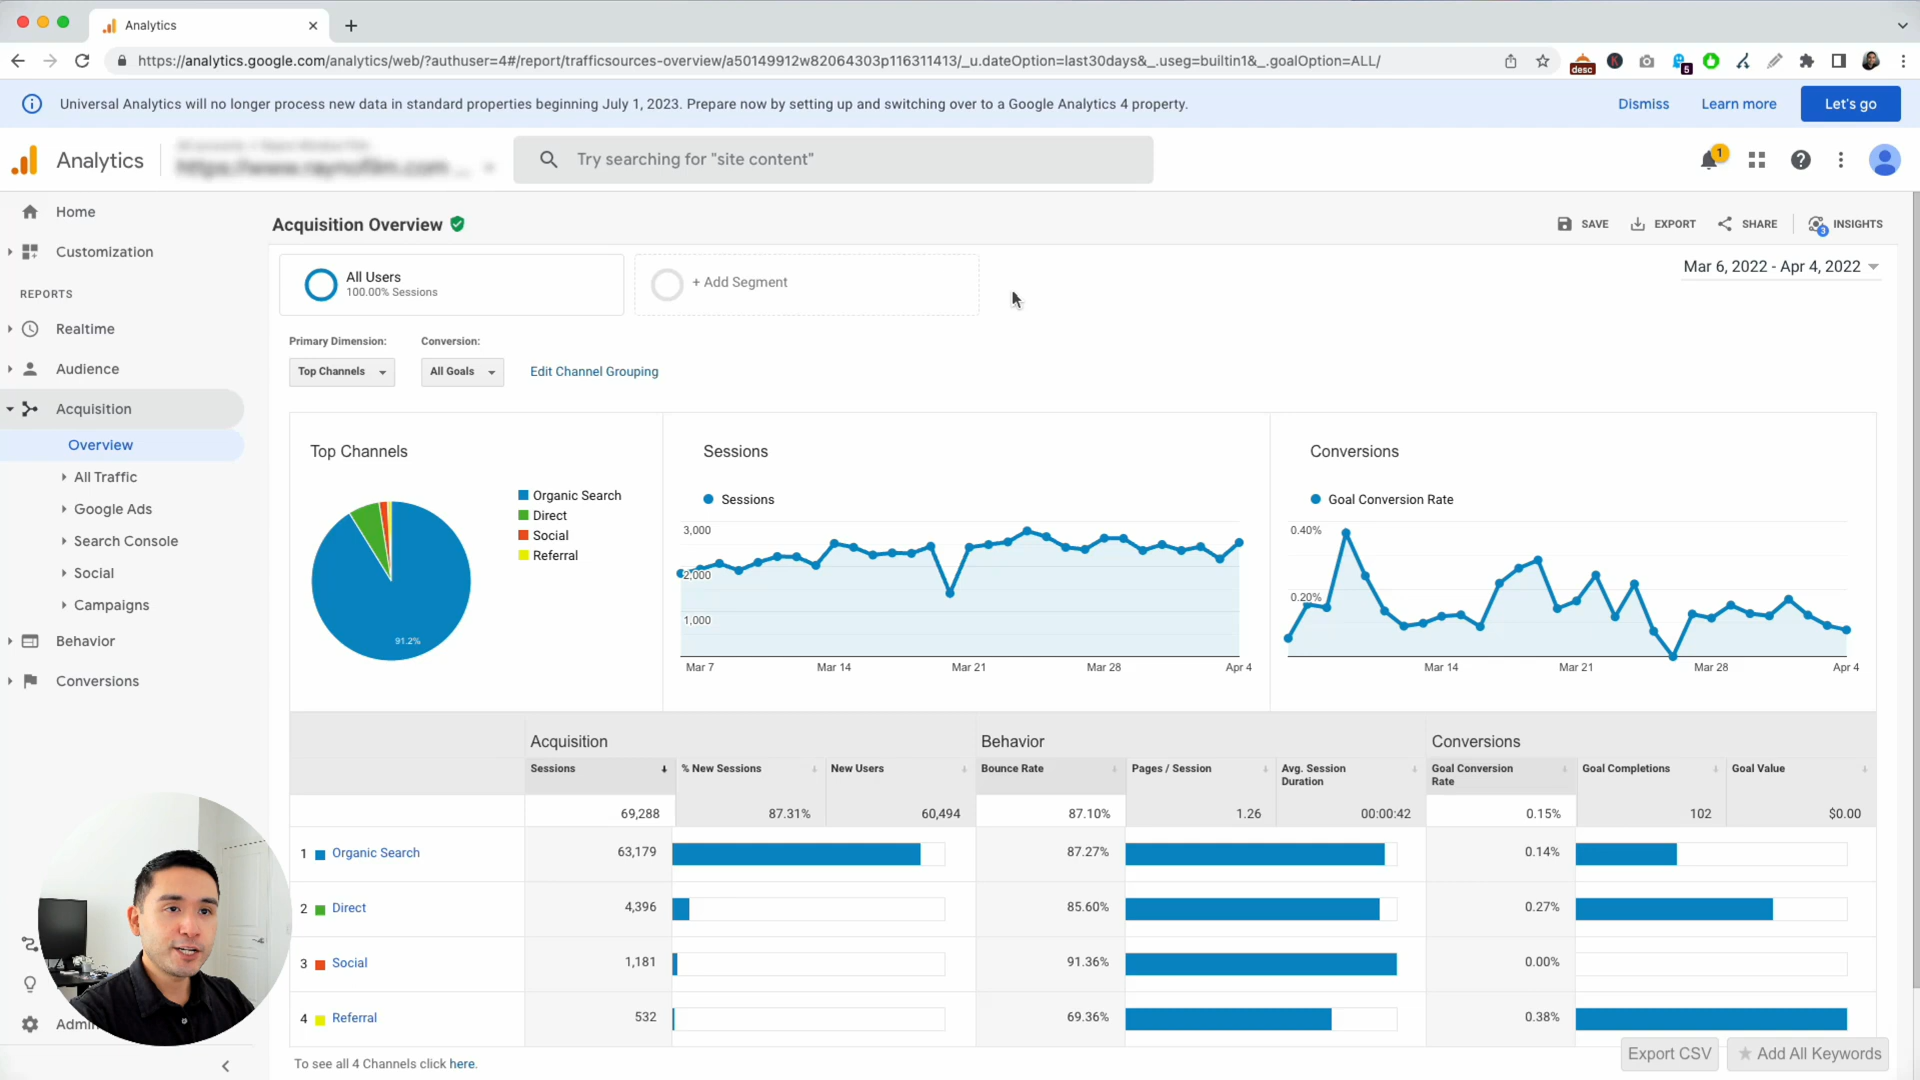 Analytics
https://analytics.google.com/analytics/web/?authuser=4#/report/trafficsources-overview/a50149912w82064303p116311413/_u.dateOption=last30days&_.useg=builtin1&_.goalOption=ALL/
desc
K
5
Universal Analytics will no longer process new data in standard properties beginning July 1, 2023. Prepare now by setting up and switching over to a Google Analytics 4 property.
Dismiss
Learn more
Let's go
Analytics
Try searching for "site content"
1
Home
Customization
REPORTS
Realtime
Audience
Acquisition
Overview
All Traffic
Google Ads
Search Console
Social
Campaigns
Behavior
Conversions
Acquisition Overview
SAVE
EXPORT
SHARE
3
INSIGHTS
All Users
100.00% Sessions
+ Add Segment
Mar 6, 2022 - Apr 4, 2022
Primary Dimension:
Conversion:
Top Channels
All Goals
Edit Channel Grouping
Top Channels
Organic Search
Direct
Social
Referral
91.2%
Sessions
Sessions
3,000
2,000
1,000
Mar 7
Mar 14
Mar 21
Mar 28
Apr 4
Conversions
Goal Conversion Rate
0.40%
0.20%
Mar 14
Mar 21
Mar 28
Apr 4
Acquisition
Behavior
Conversions
Sessions
% New Sessions
New Users
Bounce Rate
Pages / Session
Avg. Session
Duration
Goal Conversion
Rate
Goal Completions
Goal Value
69,288
87.31%
60,494
87.10%
1.26
00:00:42
0.15%
102
$0.00
1 Organic Search 63,179 87.27% 0.14%
2 Direct 4,396 85.60% 0.27%
3 Social 1,181 91.36% 0.00%
4 Referral 532 69.36% 0.38%
To see all 4 Channels click here.
Export CSV
Add All Keywords